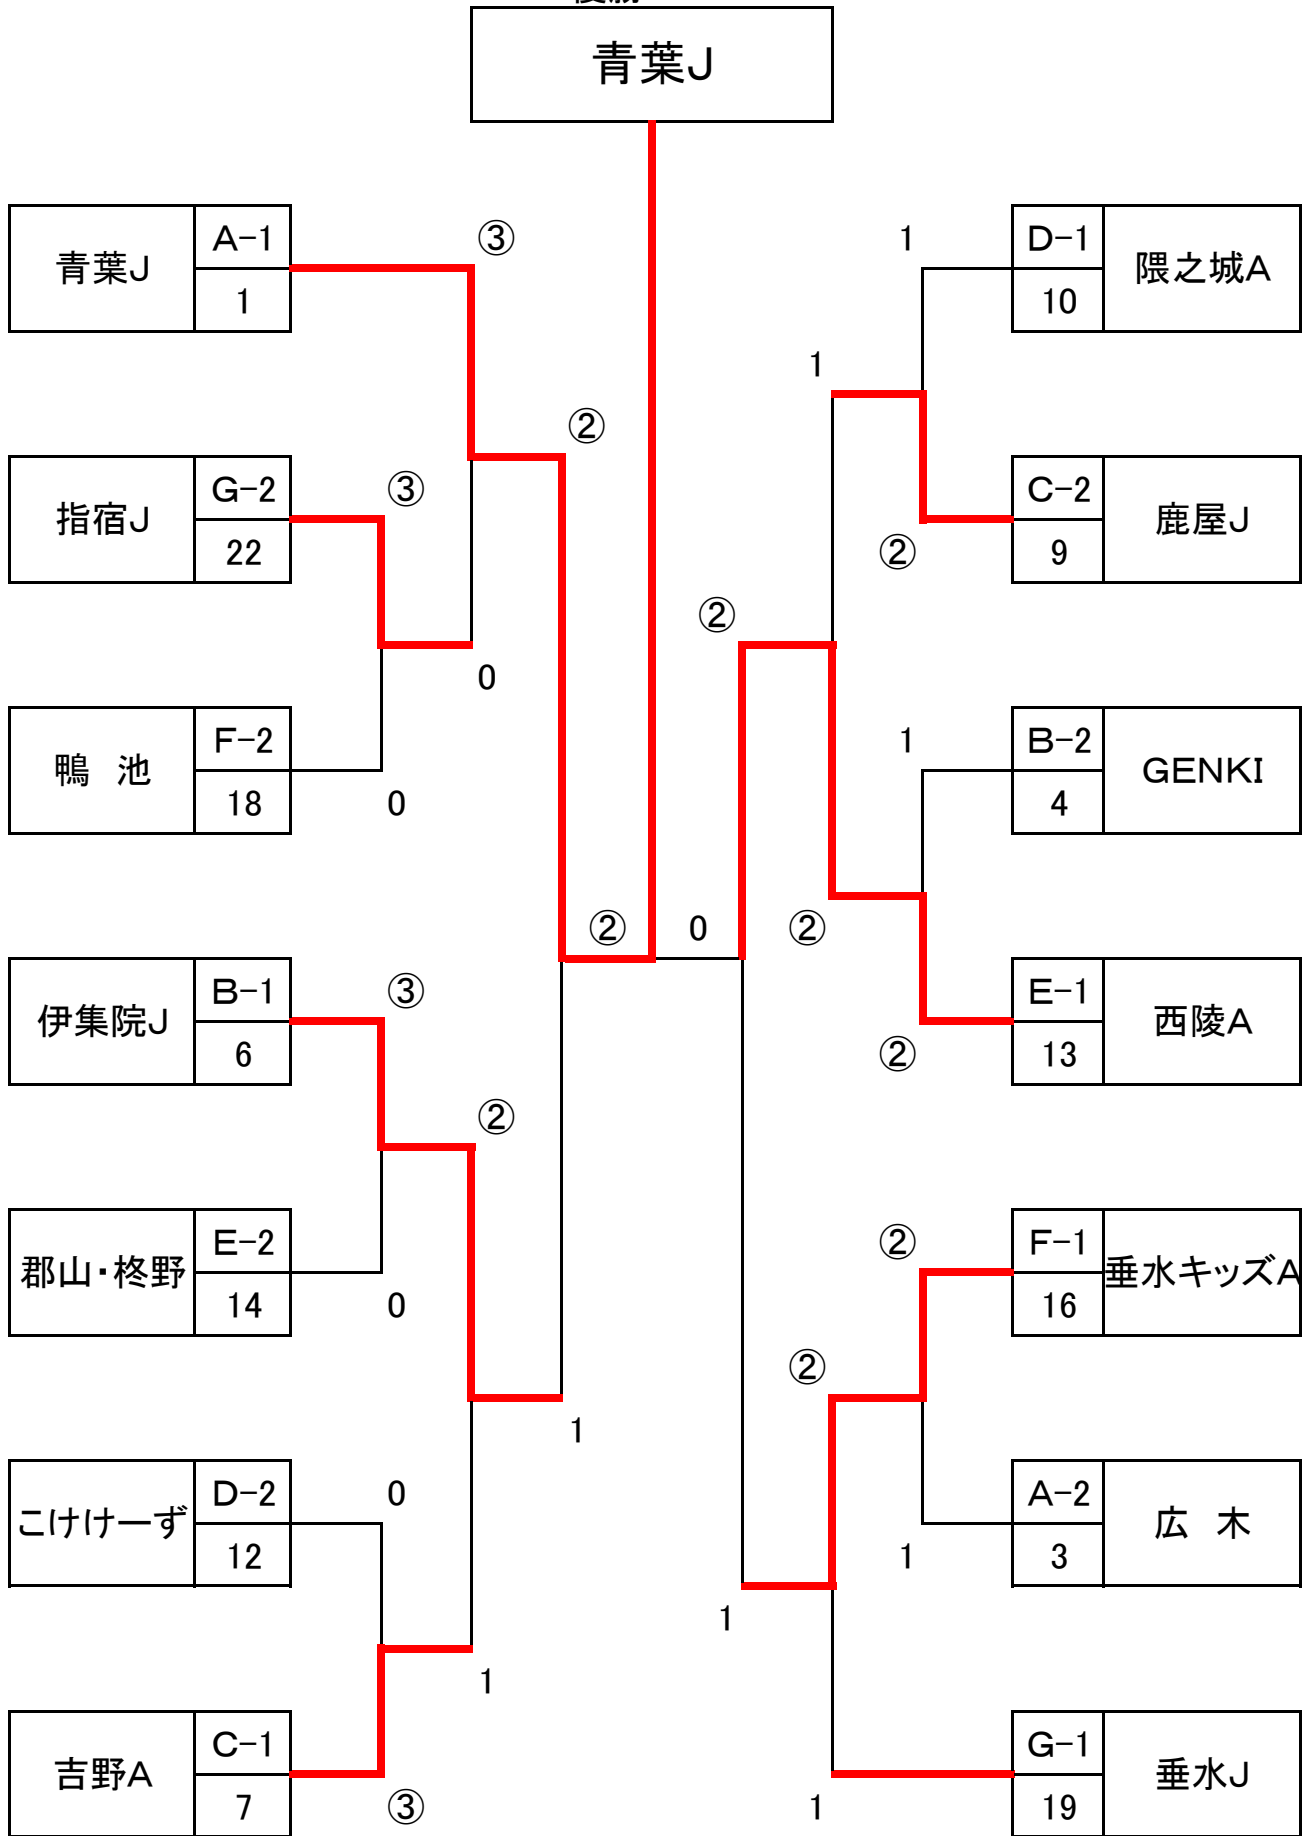 青葉J
青葉J
A-1
1
③
1
D-1
10
隈之城A
1
②
指宿J
G-2
22
③
C-2
9
鹿屋J
②
②
0
鴨 池
F-2
18
0
1
B-2
4
GENKI
②
0
②
伊集院J
B-1
6
③
E-1
13
西陵A
②
②
郡山・柊野
E-2
14
0
②
F-1
16
垂水キッズA
②
1
こけけーず
D-2
12
0
A-2
3
広 木
1
1
1
吉野A
C-1
7
③
G-1
19
垂水J
1